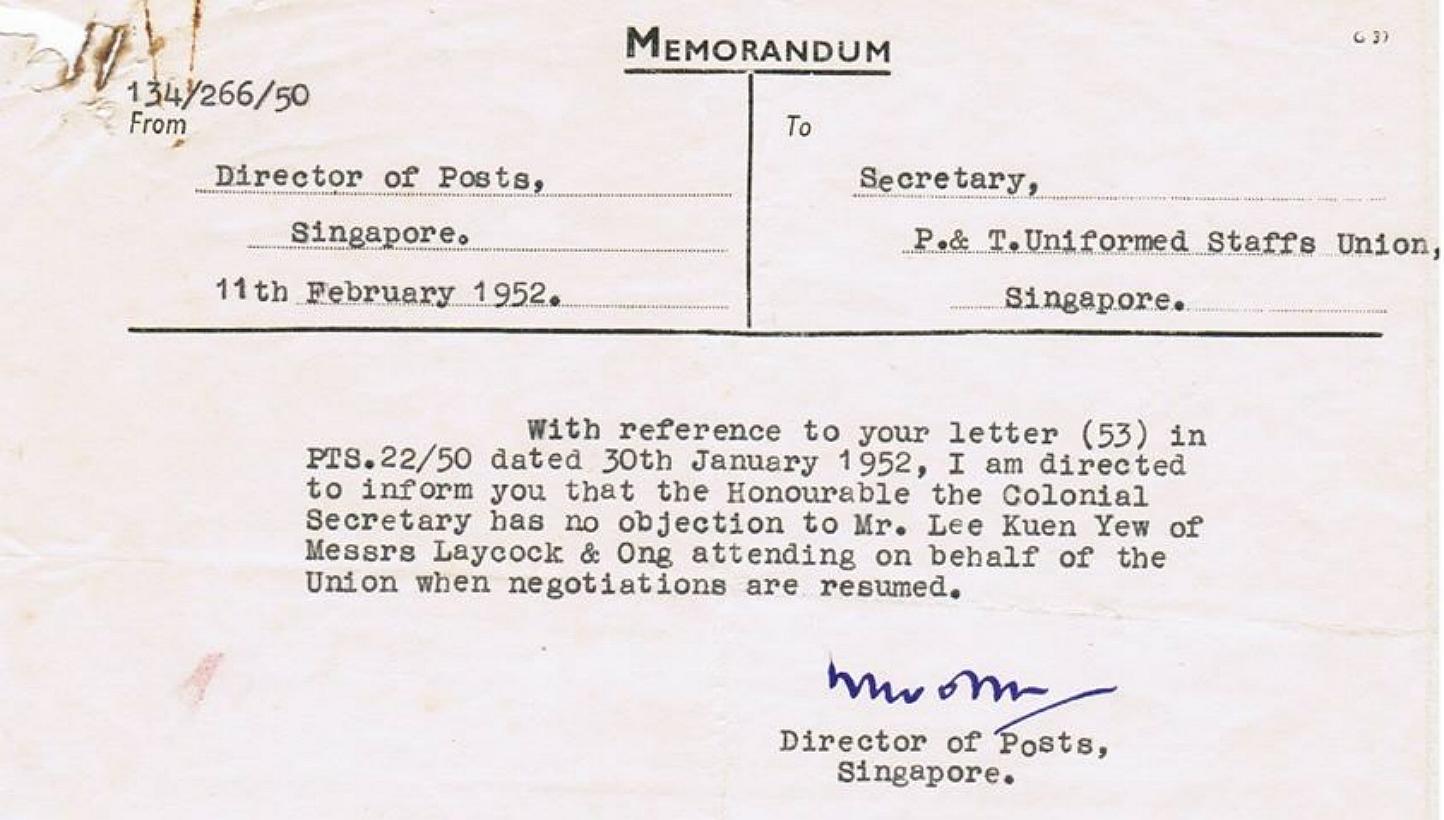 MEMORANDUM
134/266/50
From
To
Director of Posts,
Singapore.
11th February 1952.
Secretary,
P.& T.Uniformed Staffs Union,
Singapore.
With reference to your letter (53) in
PTS.22/50 dated 30th January 1952, I am directed
to inform you that the Honourable the Colonial
Secretary has no objection to Mr. Lee Kuen Yew of
Messrs Laycock & Ong attending on behalf of the
Union when negotiations are resumed.
Director of Posts,
Singapore.